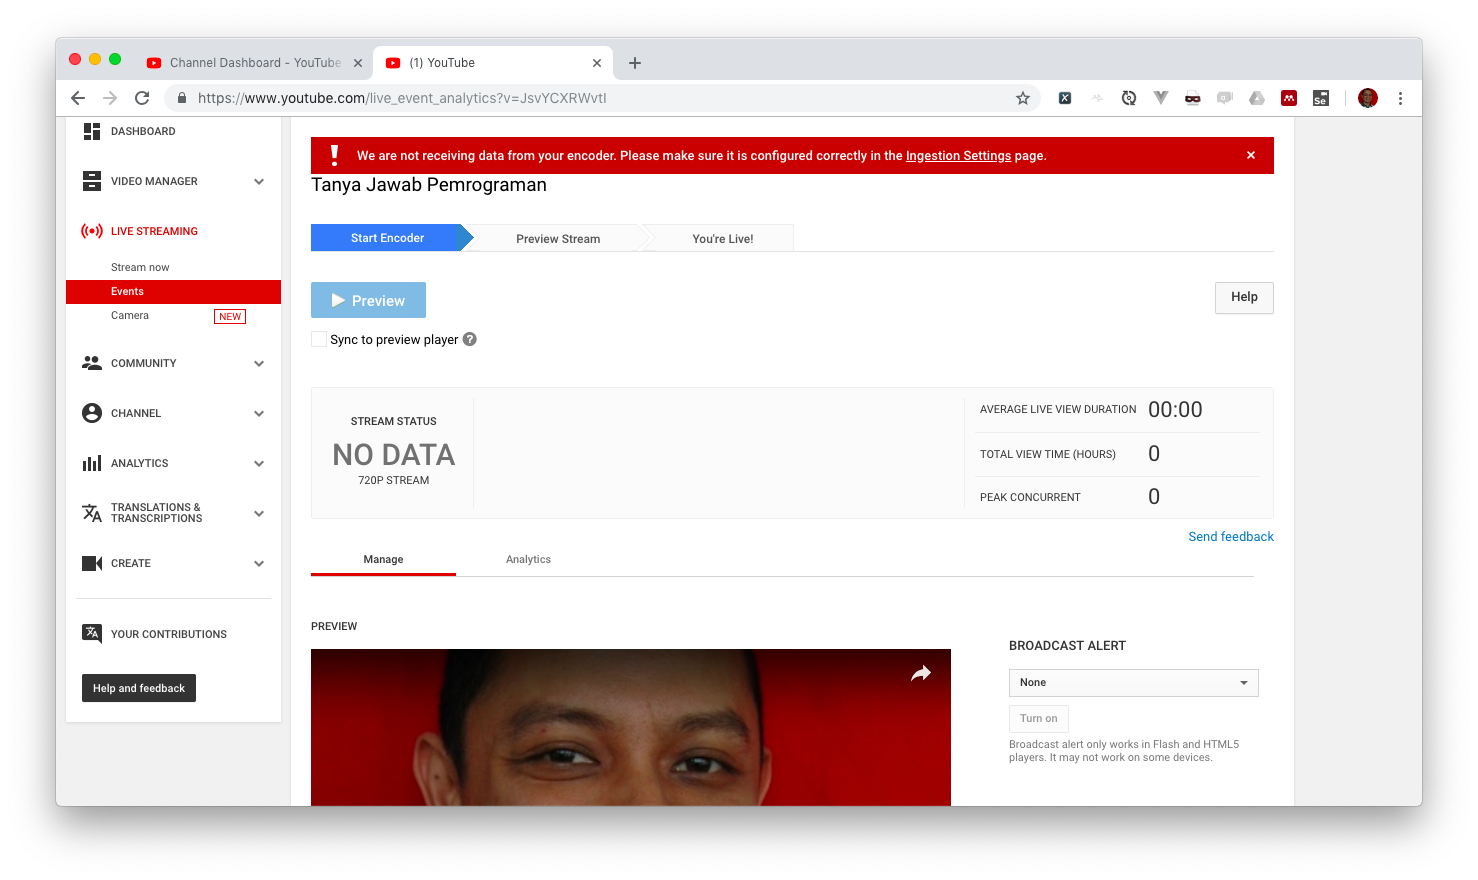 Channel Dashboard - YouTube
(1) YouTube
https://www.youtube.com/live_event_analytics?v=JsvYCXRWvtI
DASHBOARD
VIDEO MANAGER
LIVE STREAMING
Stream now
Events
Camera NEW
COMMUNITY
CHANNEL
ANALYTICS
TRANSLATIONS &
TRANSCRIPTIONS
CREATE
YOUR CONTRIBUTIONS
Help and feedback
We are not receiving data from your encoder. Please make sure it is configured correctly in the Ingestion Settings page.
Tanya Jawab Pemrograman
Start Encoder
Preview Stream
You're Live!
Preview
Help
Sync to preview player ?
STREAM STATUS
NO DATA
720P STREAM
AVERAGE LIVE VIEW DURATION 00:00
TOTAL VIEW TIME (HOURS) 0
PEAK CONCURRENT 0
Send feedback
Manage
Analytics
PREVIEW
BROADCAST ALERT
None
Turn on
Broadcast alert only works in Flash and HTML5
players. It may not work on some devices.